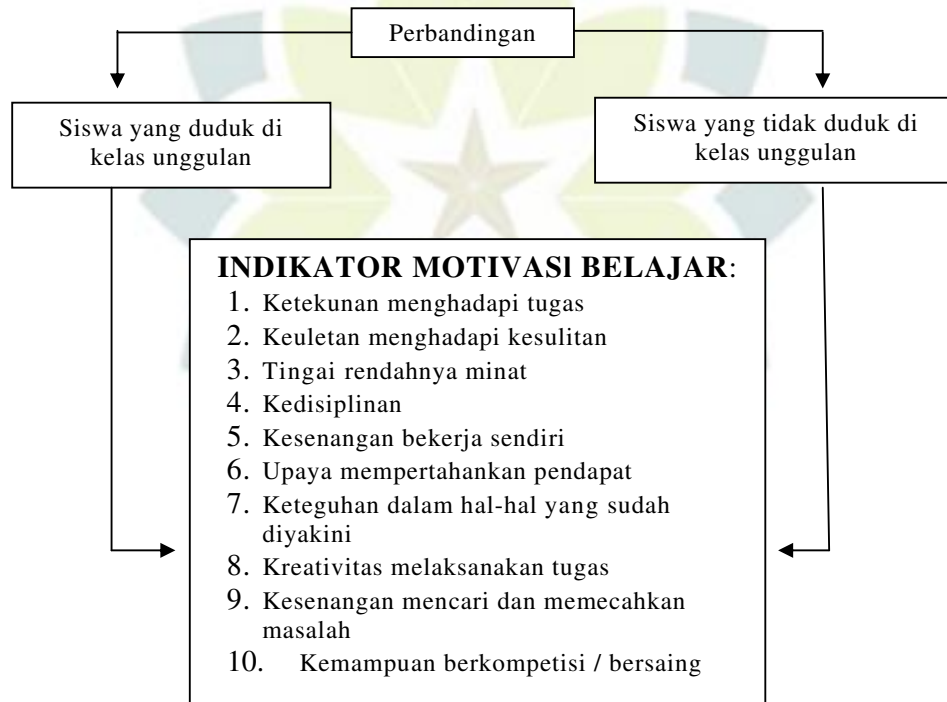 Perbandingan
Siswa yang duduk di
kelas unggulan
Siswa yang tidak duduk di
kelas unggulan
INDIKATOR MOTIVASI BELAJAR:
1. Ketekunan menghadapi tugas
2. Keuletan menghadapi kesulitan
3. Tingai rendahnya minat
4. Kedisiplinan
5. Kesenangan bekerja sendiri
6. Upaya mempertahankan pendapat
7. Keteguhan dalam hal-hal yang sudah
diyakini
8. Kreativitas melaksanakan tugas
9. Kesenangan mencari dan memecahkan
masalah
10. Kemampuan berkompetisi / bersaing